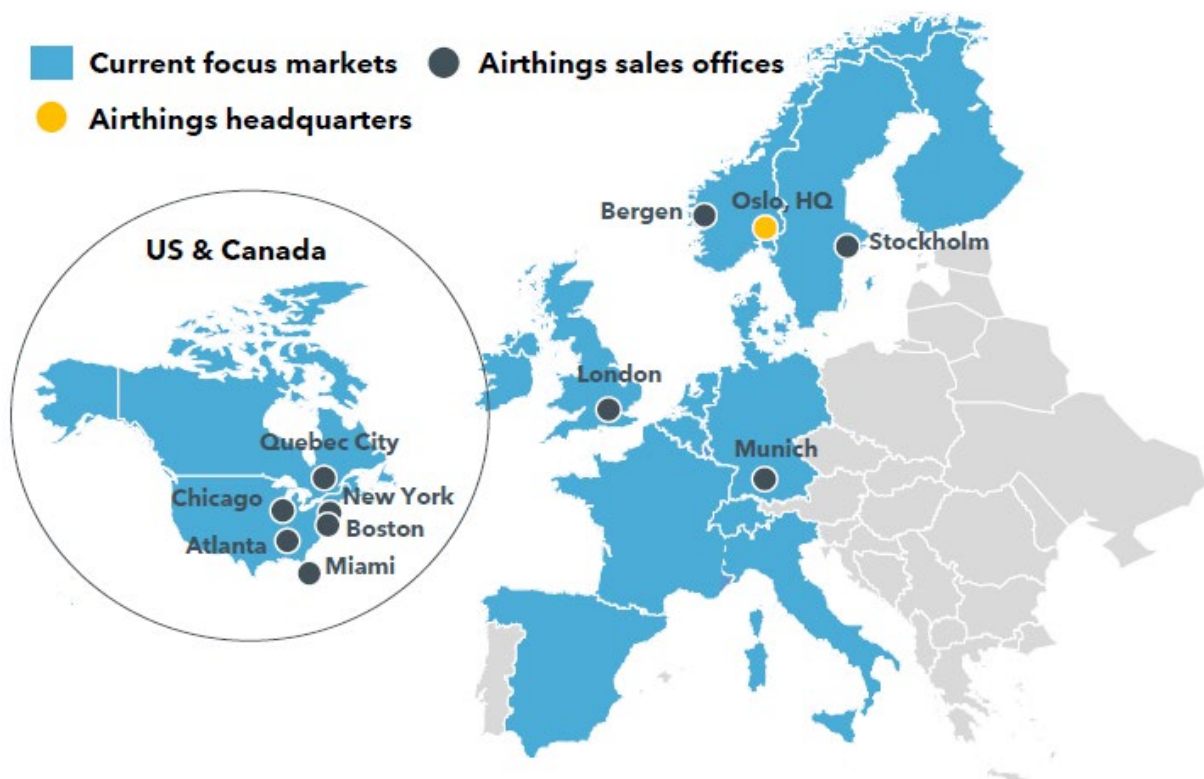 Current focus markets
Airthings sales offices
Airthings headquarters
US & Canada
Quebec City
Chicago
New York
Boston
Atlanta
Miami
Bergen
Oslo, HQ
Stockholm
London
Munich